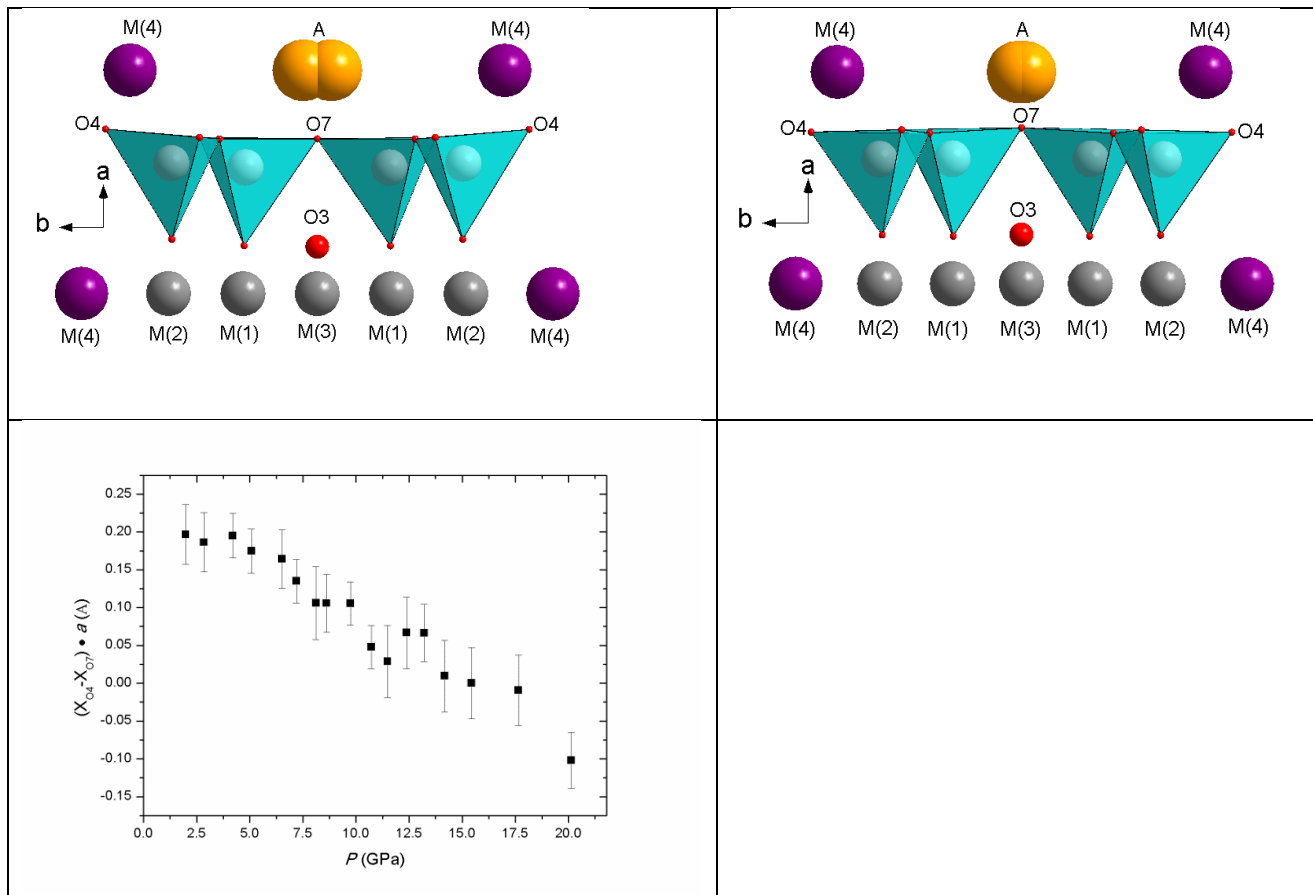 M(4) A M(4)
O4 O7 O4
a
b
O3
M(2) M(1) M(3) M(1) M(2)
M(4) M(4)
M(4) A M(4)
O7
O4 O4
a
b
O3
M(4) M(2) M(1) M(3) M(1) M(2) M(4)
0.25
0.20
0.15
0.10
0.05
0.00
-0.05
-0.10
-0.15
(X_O4-X_O7) • a (A)
0.0 2.5 5.0 7.5 10.0 12.5 15.0 17.5 20.0
P (GPa)